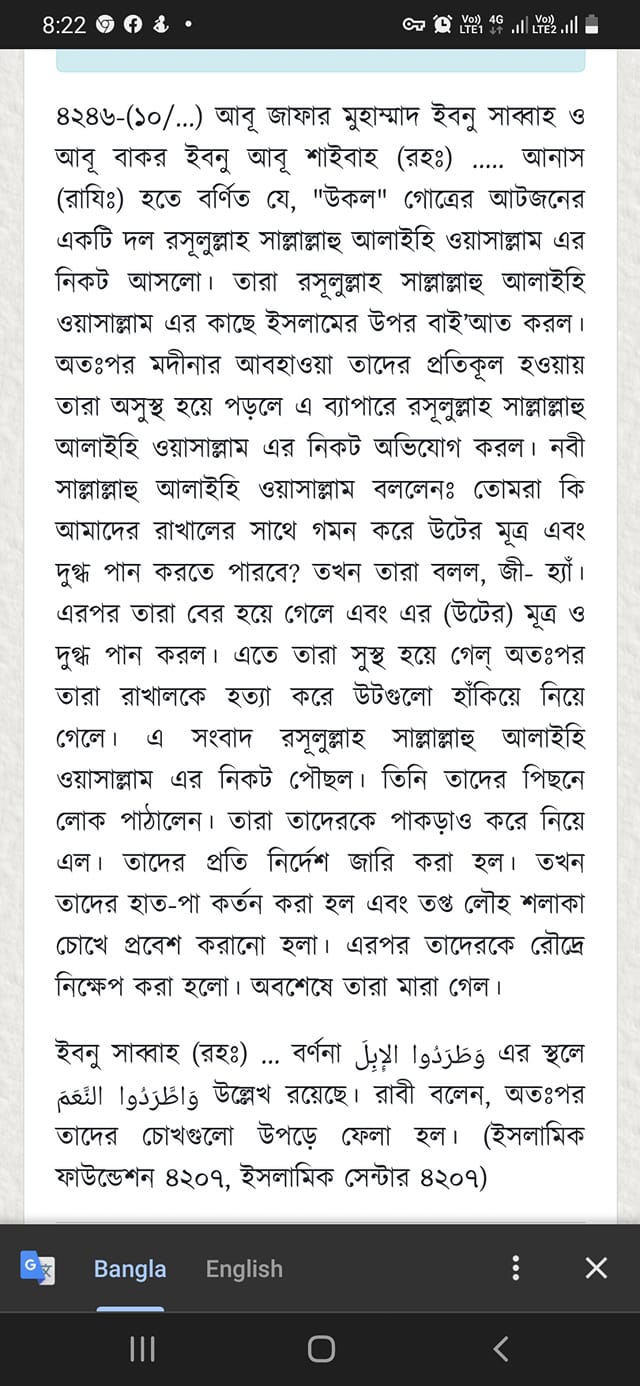 8:22
Vo)) LTE1 4G Vo)) LTE2
৪২৪৬-(১০/...) আবূ জাফার মুহাম্মাদ ইবনু সাব্বাহ ও
আবূ বাকর ইবনু আবূ শাইবাহ (রহঃ) ..... আনাস
(রাযিঃ) হতে বর্ণিত যে, "উকল" গোত্রের আটজনের
একটি দল রসূলুল্লাহ সাল্লাল্লাহু আলাইহি ওয়াসাল্লাম এর
নিকট আসলো। তারা রসূলুল্লাহ সাল্লাল্লাহু আলাইহি
ওয়াসাল্লাম এর কাছে ইসলামের উপর বাই’আত করল।
অতঃপর মদীনার আবহাওয়া তাদের প্রতিকূল হওয়ায়
তারা অসুস্থ হয়ে পড়লে এ ব্যাপারে রসূলুল্লাহ সাল্লাল্লাহু
আলাইহি ওয়াসাল্লাম এর নিকট অভিযোগ করল। নবী
সাল্লাল্লাহু আলাইহি ওয়াসাল্লাম বললেনঃ তোমরা কি
আমাদের রাখালের সাথে গমন করে উটের মূত্র এবং
দুগ্ধ পান করতে পারবে? তখন তারা বলল, জী- হ্যাঁ।
এরপর তারা বের হয়ে গেলে এবং এর (উটের) মূত্র ও
দুগ্ধ পান করল। এতে তারা সুস্থ হয়ে গেল্ অতঃপর
তারা রাখালকে হত্যা করে উটগুলো হাঁকিয়ে নিয়ে
গেলে। এ সংবাদ রসূলুল্লাহ সাল্লাল্লাহু আলাইহি
ওয়াসাল্লাম এর নিকট পৌছল। তিনি তাদের পিছনে
লোক পাঠালেন। তারা তাদেরকে পাকড়াও করে নিয়ে
এল। তাদের প্রতি নির্দেশ জারি করা হল। তখন
তাদের হাত-পা কর্তন করা হল এবং তপ্ত লৌহ শলাকা
চোখে প্রবেশ করানো হলা। এরপর তাদেরকে রৌদ্রে
নিক্ষেপ করা হলো। অবশেষে তারা মারা গেল।
ইবনু সাব্বাহ (রহঃ) ... বর্ণনা وَطَرَدُوا الإِبِلَ এর স্থলে
وَاطَّرَدُوا النَّعَمَ উল্লেখ রয়েছে। রাবী বলেন, অতঃপর
তাদের চোখগুলো উপড়ে ফেলা হল। (ইসলামিক
ফাউন্ডেশন ৪২০৭, ইসলামিক সেন্টার ৪২০৭)
Bangla English